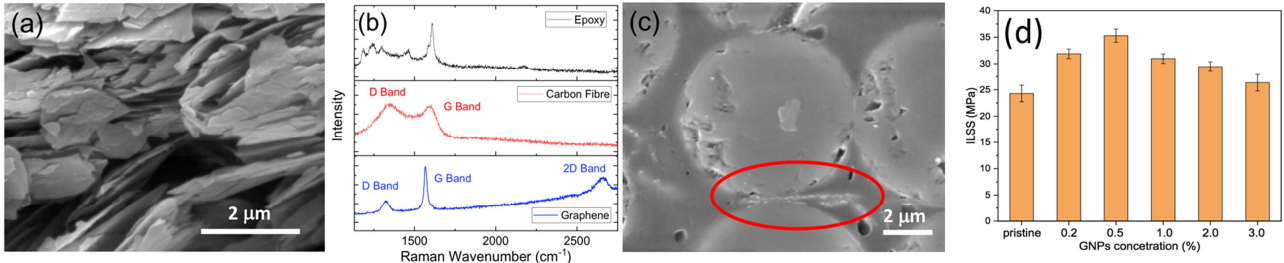 (a)
2 μm
(b)
Epoxy
D Band
G Band
Carbon Fibre
D Band
G Band
2D Band
Graphene
Intensity
1500
2000
2500
Raman Wavenumber (cm⁻¹)
(c)
2 μm
(d)
ILSS (MPa)
40
35
30
25
20
15
10
5
0
pristine
0.2
0.5
1.0
2.0
3.0
GNPs concetration (%)